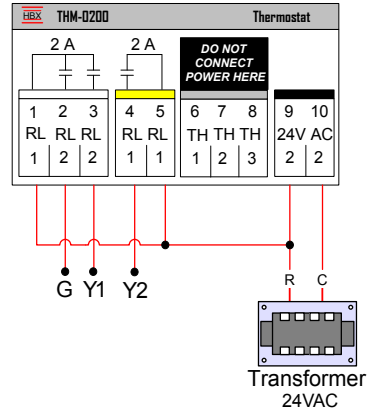 HBX THM-0200 Thermostat
2 A 2 A
DO NOT
CONNECT
POWER HERE
1 2 3 4 5 6 7 8 9 10
RL RL RL RL RL TH TH TH 24V AC
1 2 2 1 1 1 2 3 2 2
G Y1 Y2
R C
Transformer
24VAC